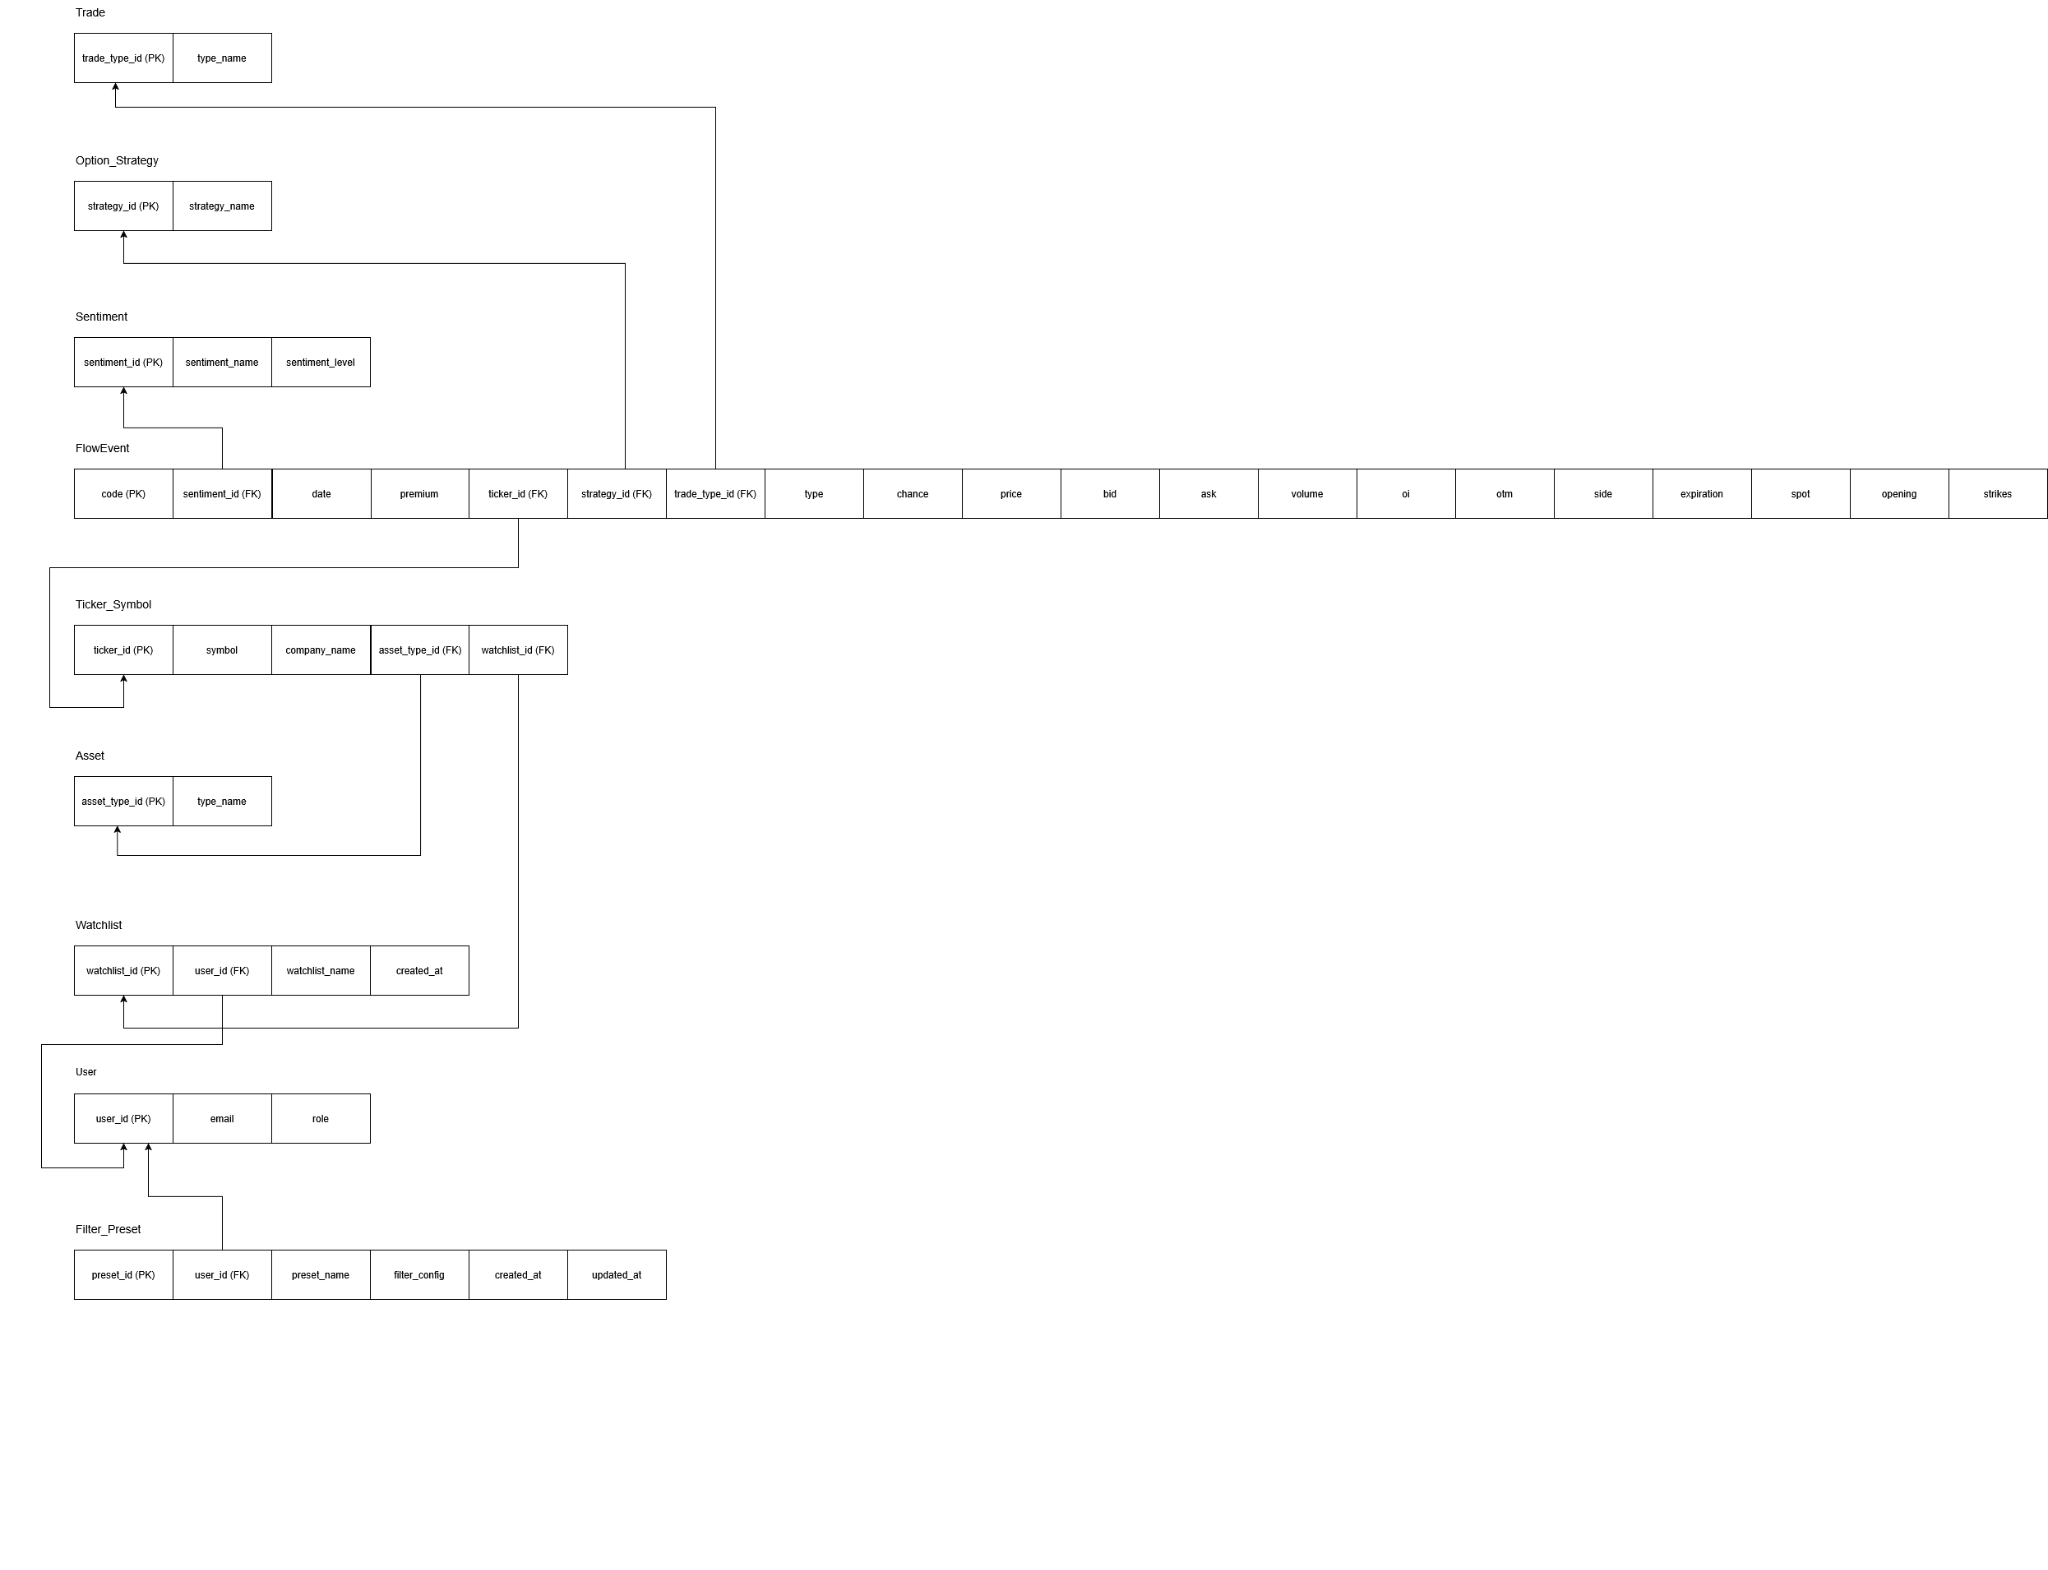 Trade
trade_type_id (PK) type_name
Option_Strategy
strategy_id (PK) strategy_name
Sentiment
sentiment_id (PK) sentiment_name sentiment_level
FlowEvent
code (PK) sentiment_id (FK) date premium ticker_id (FK) strategy_id (FK) trade_type_id (FK) type chance price bid ask volume oi otm side expiration spot opening strikes
Ticker_Symbol
ticker_id (PK) symbol company_name asset_type_id (FK) watchlist_id (FK)
Asset
asset_type_id (PK) type_name
Watchlist
watchlist_id (PK) user_id (FK) watchlist_name created_at
User
user_id (PK) email role
Filter_Preset
preset_id (PK) user_id (FK) preset_name filter_config created_at updated_at